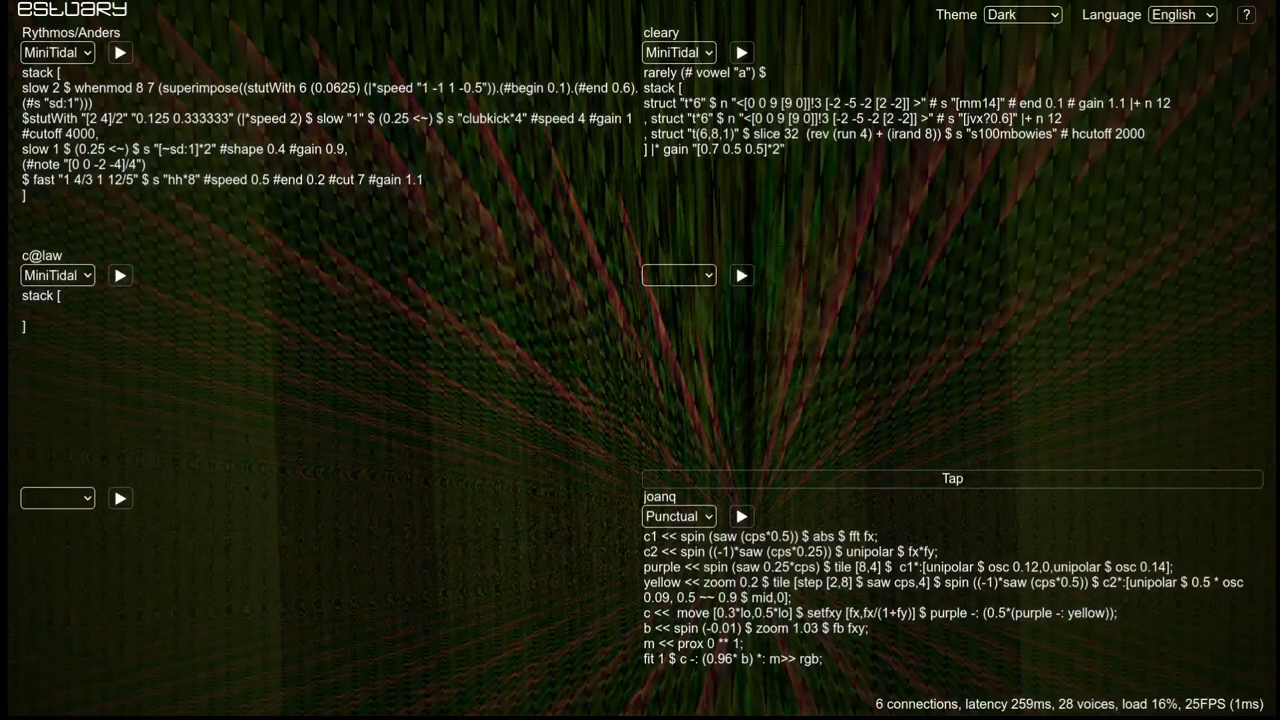 estuary
Theme Dark Language English ?
Rythmos/Anders
MiniTidal
stack [
slow 2 $ whenmod 8 7 (superimpose((stutWith 6 (0.0625) (|*speed "1 -1 1 -0.5")).(#begin 0.1).(#end 0.6).
(#s "sd:1")))
$stutWith "[2 4]/2" "0.125 0.333333" (|*speed 2) $ slow "1" $ (0.25 <~) $ s "clubkick*4" #speed 4 #gain 1
#cutoff 4000,
slow 1 $ (0.25 <~) $ s "[~sd:1]*2" #shape 0.4 #gain 0.9,
(#note "[0 0 -2 -4]/4")
$ fast "1 4/3 1 12/5" $ s "hh*8" #speed 0.5 #end 0.2 #cut 7 #gain 1.1
]
cleary
MiniTidal
rarely (# vowel "a") $
stack [
struct "t*6" $ n "<[0 0 9 [9 0]]!3 [-2 -5 -2 [2 -2]] >" # s "[mm14]" # end 0.1 # gain 1.1 |+ n 12
, struct "t*6" $ n "<[0 0 9 [9 0]]!3 [-2 -5 -2 [2 -2]] >" # s "[jvx?0.6]" |+ n 12
, struct "t(6,8,1)" $ slice 32  (rev (run 4) + (irand 8)) $ s "s100mbowies" # hcutoff 2000
] |* gain "[0.7 0.5 0.5]*2"
c@law
MiniTidal
stack [
]
Tap
joanq
Punctual
c1 << spin (saw (cps*0.5)) $ abs $ fft fx;
c2 << spin ((-1)*saw (cps*0.25)) $ unipolar $ fx*fy;
purple << spin (saw 0.25*cps) $ tile [8,4] $  c1*:[unipolar $ osc 0.12,0,unipolar $ osc 0.14];
yellow << zoom 0.2 $ tile [step [2,8] $ saw cps,4] $ spin ((-1)*saw (cps*0.5)) $ c2*:[unipolar $ 0.5 * osc
0.09, 0.5 ~~ 0.9 $ mid,0];
c <<  move [0.3*lo,0.5*lo] $ setfxy [fx,fx/(1+fy)] $ purple -: (0.5*(purple -: yellow));
b << spin (-0.01) $ zoom 1.03 $ fb fxy;
m << prox 0 ** 1;
fit 1 $ c -: (0.96* b) *: m>> rgb;
6 connections, latency 259ms, 28 voices, load 16%, 25FPS (1ms)